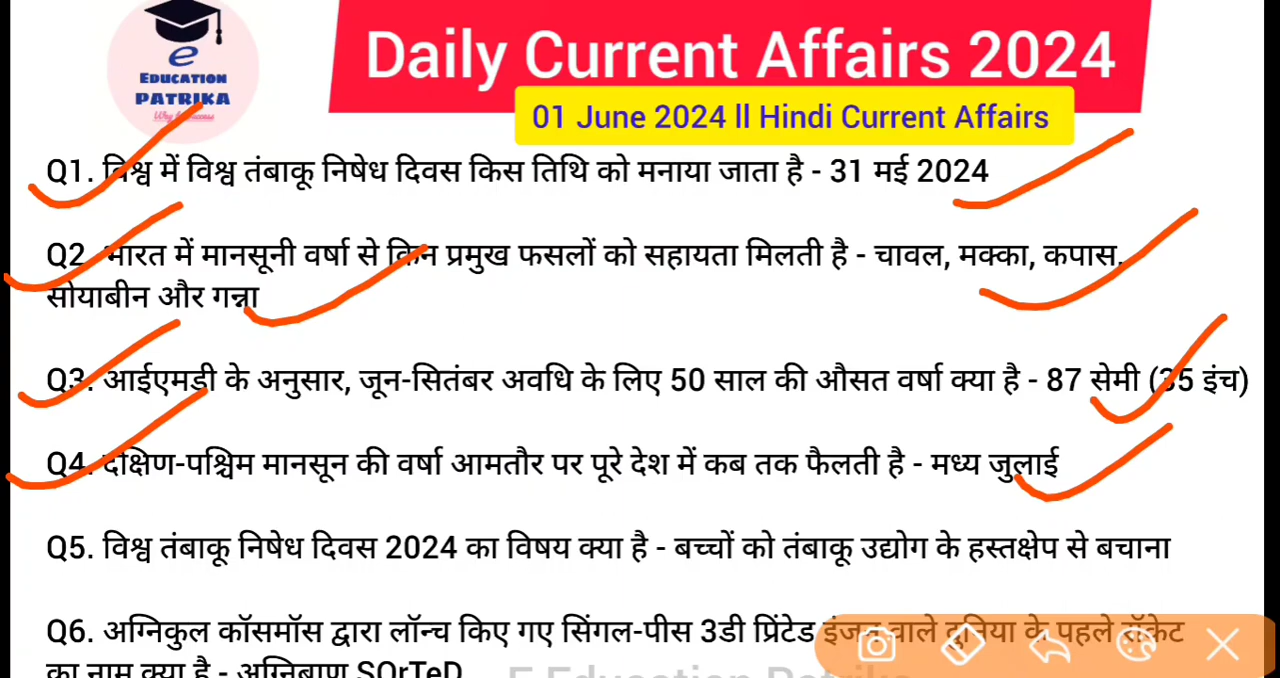 e
EDUCATION
PATRIKA
Daily Current Affairs 2024
01 June 2024 ll Hindi Current Affairs
Q1. विश्व में विश्व तंबाकू निषेध दिवस किस तिथि को मनाया जाता है - 31 मई 2024
Q2. भारत में मानसूनी वर्षा से किन प्रमुख फसलों को सहायता मिलती है - चावल, मक्का, कपास,
सोयाबीन और गन्ना
Q3. आईएमडी के अनुसार, जून-सितंबर अवधि के लिए 50 साल की औसत वर्षा क्या है - 87 सेमी (35 इंच)
Q4. दक्षिण-पश्चिम मानसून की वर्षा आमतौर पर पूरे देश में कब तक फैलती है - मध्य जुलाई
Q5. विश्व तंबाकू निषेध दिवस 2024 का विषय क्या है - बच्चों को तंबाकू उद्योग के हस्तक्षेप से बचाना
Q6. अग्निकुल कॉसमॉस द्वारा लॉन्च किए गए सिंगल-पीस 3डी प्रिंटेड इंजन वाले दुनिया के पहले रॉकेट
का नाम क्या है - अग्निबाण SOrTeD
E Education Patrika